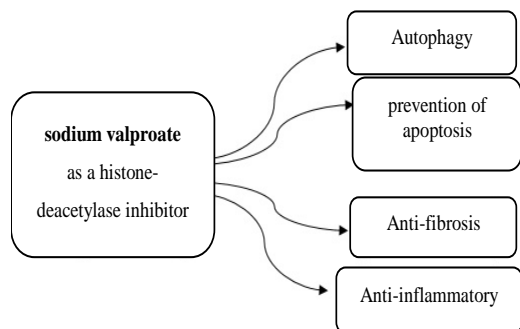 sodium valproate
as a histone-
deacetylase inhibitor
Autophagy
prevention of
apoptosis
Anti-fibrosis
Anti-inflammatory